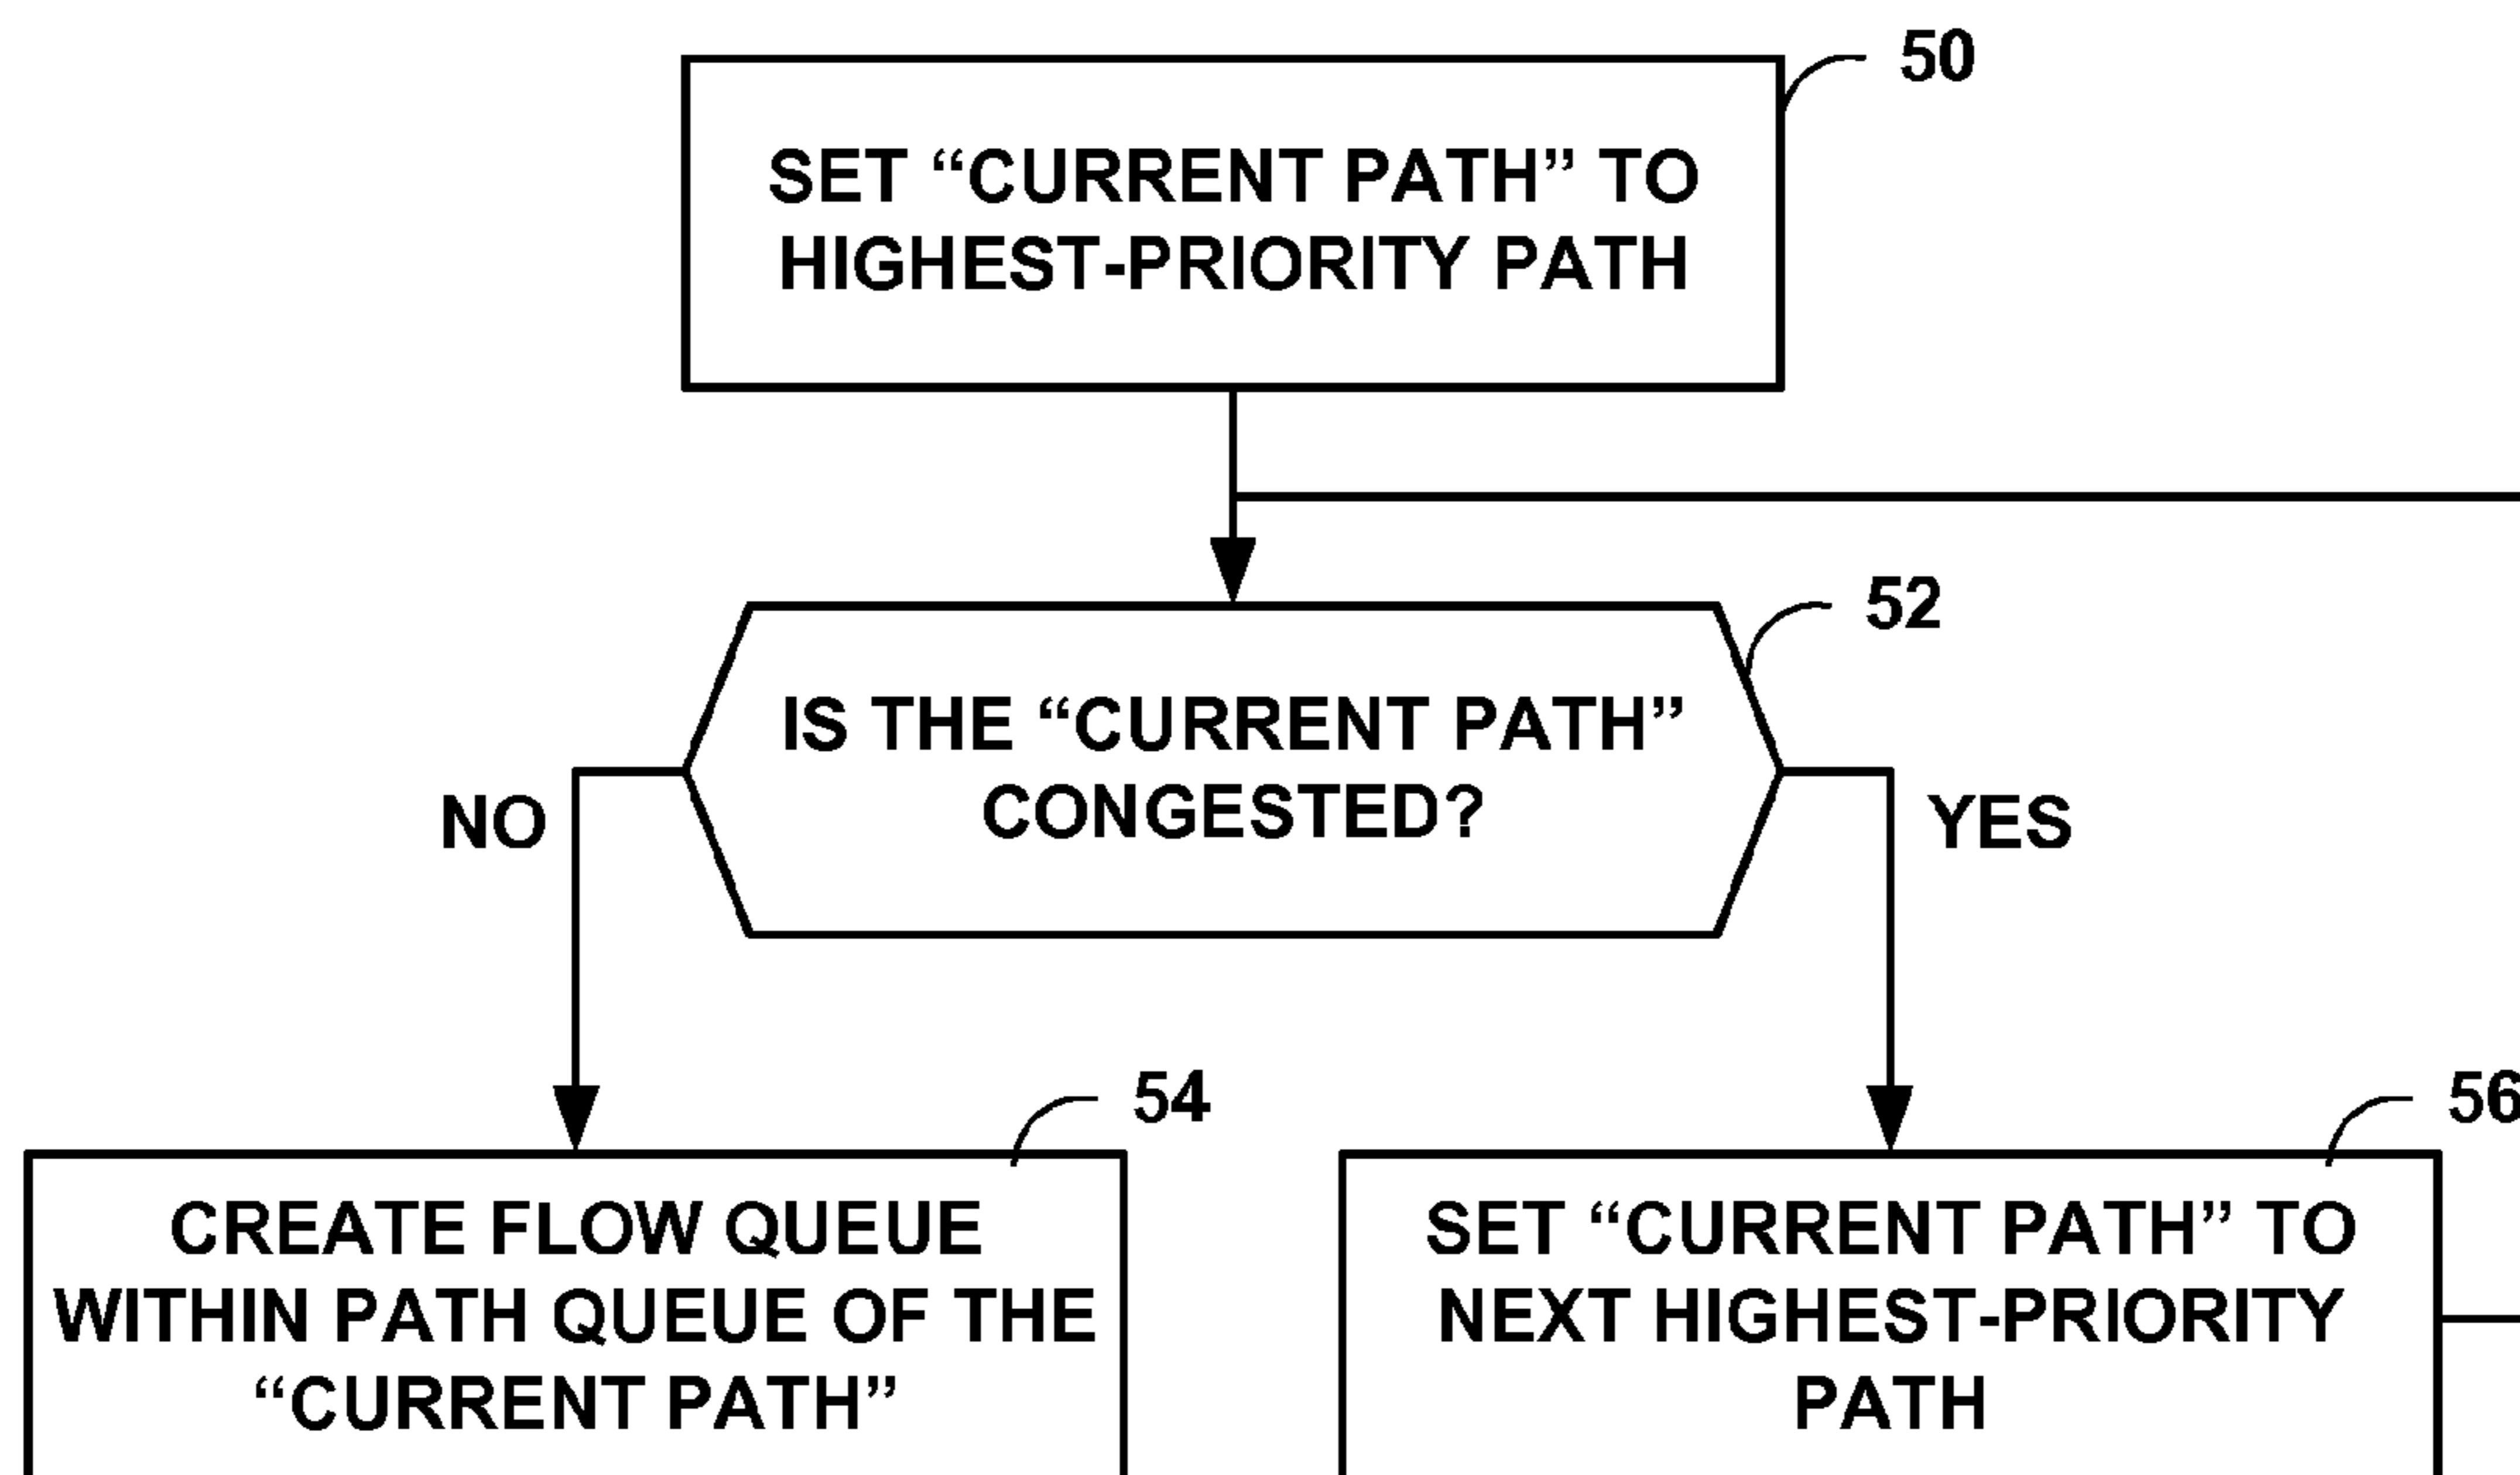 50
SET “CURRENT PATH” TO
HIGHEST-PRIORITY PATH
52
IS THE “CURRENT PATH”
CONGESTED?
NO
YES
54
CREATE FLOW QUEUE
WITHIN PATH QUEUE OF THE
“CURRENT PATH”
56
SET “CURRENT PATH” TO
NEXT HIGHEST-PRIORITY
PATH